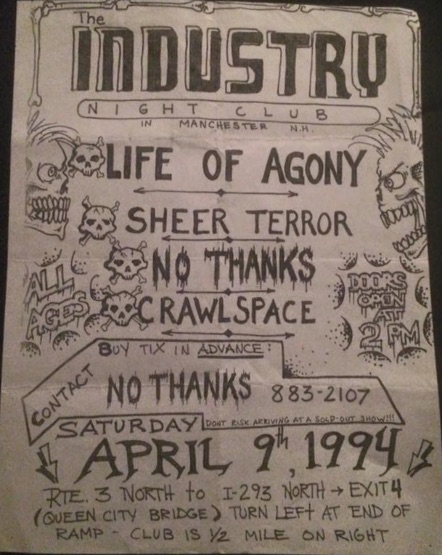 The
INDUSTRY
NIGHT CLUB
IN MANCHESTER N.H.
LIFE OF AGONY
SHEER TERROR
NO THANKS
CRAWLSPACE
ALL
AGES
DOORS
OPEN
AT
2 PM
BUY TIX IN ADVANCE:
CONTACT
NO THANKS 883-2107
DONT RISK ARRIVING AT A SOLD-OUT SHOW!!!
SATURDAY
APRIL 9th, 1994
RTE. 3 NORTH to I-293 NORTH → EXIT 4
(QUEEN CITY BRIDGE) TURN LEFT AT END OF
RAMP - CLUB IS 1/2 MILE ON RIGHT